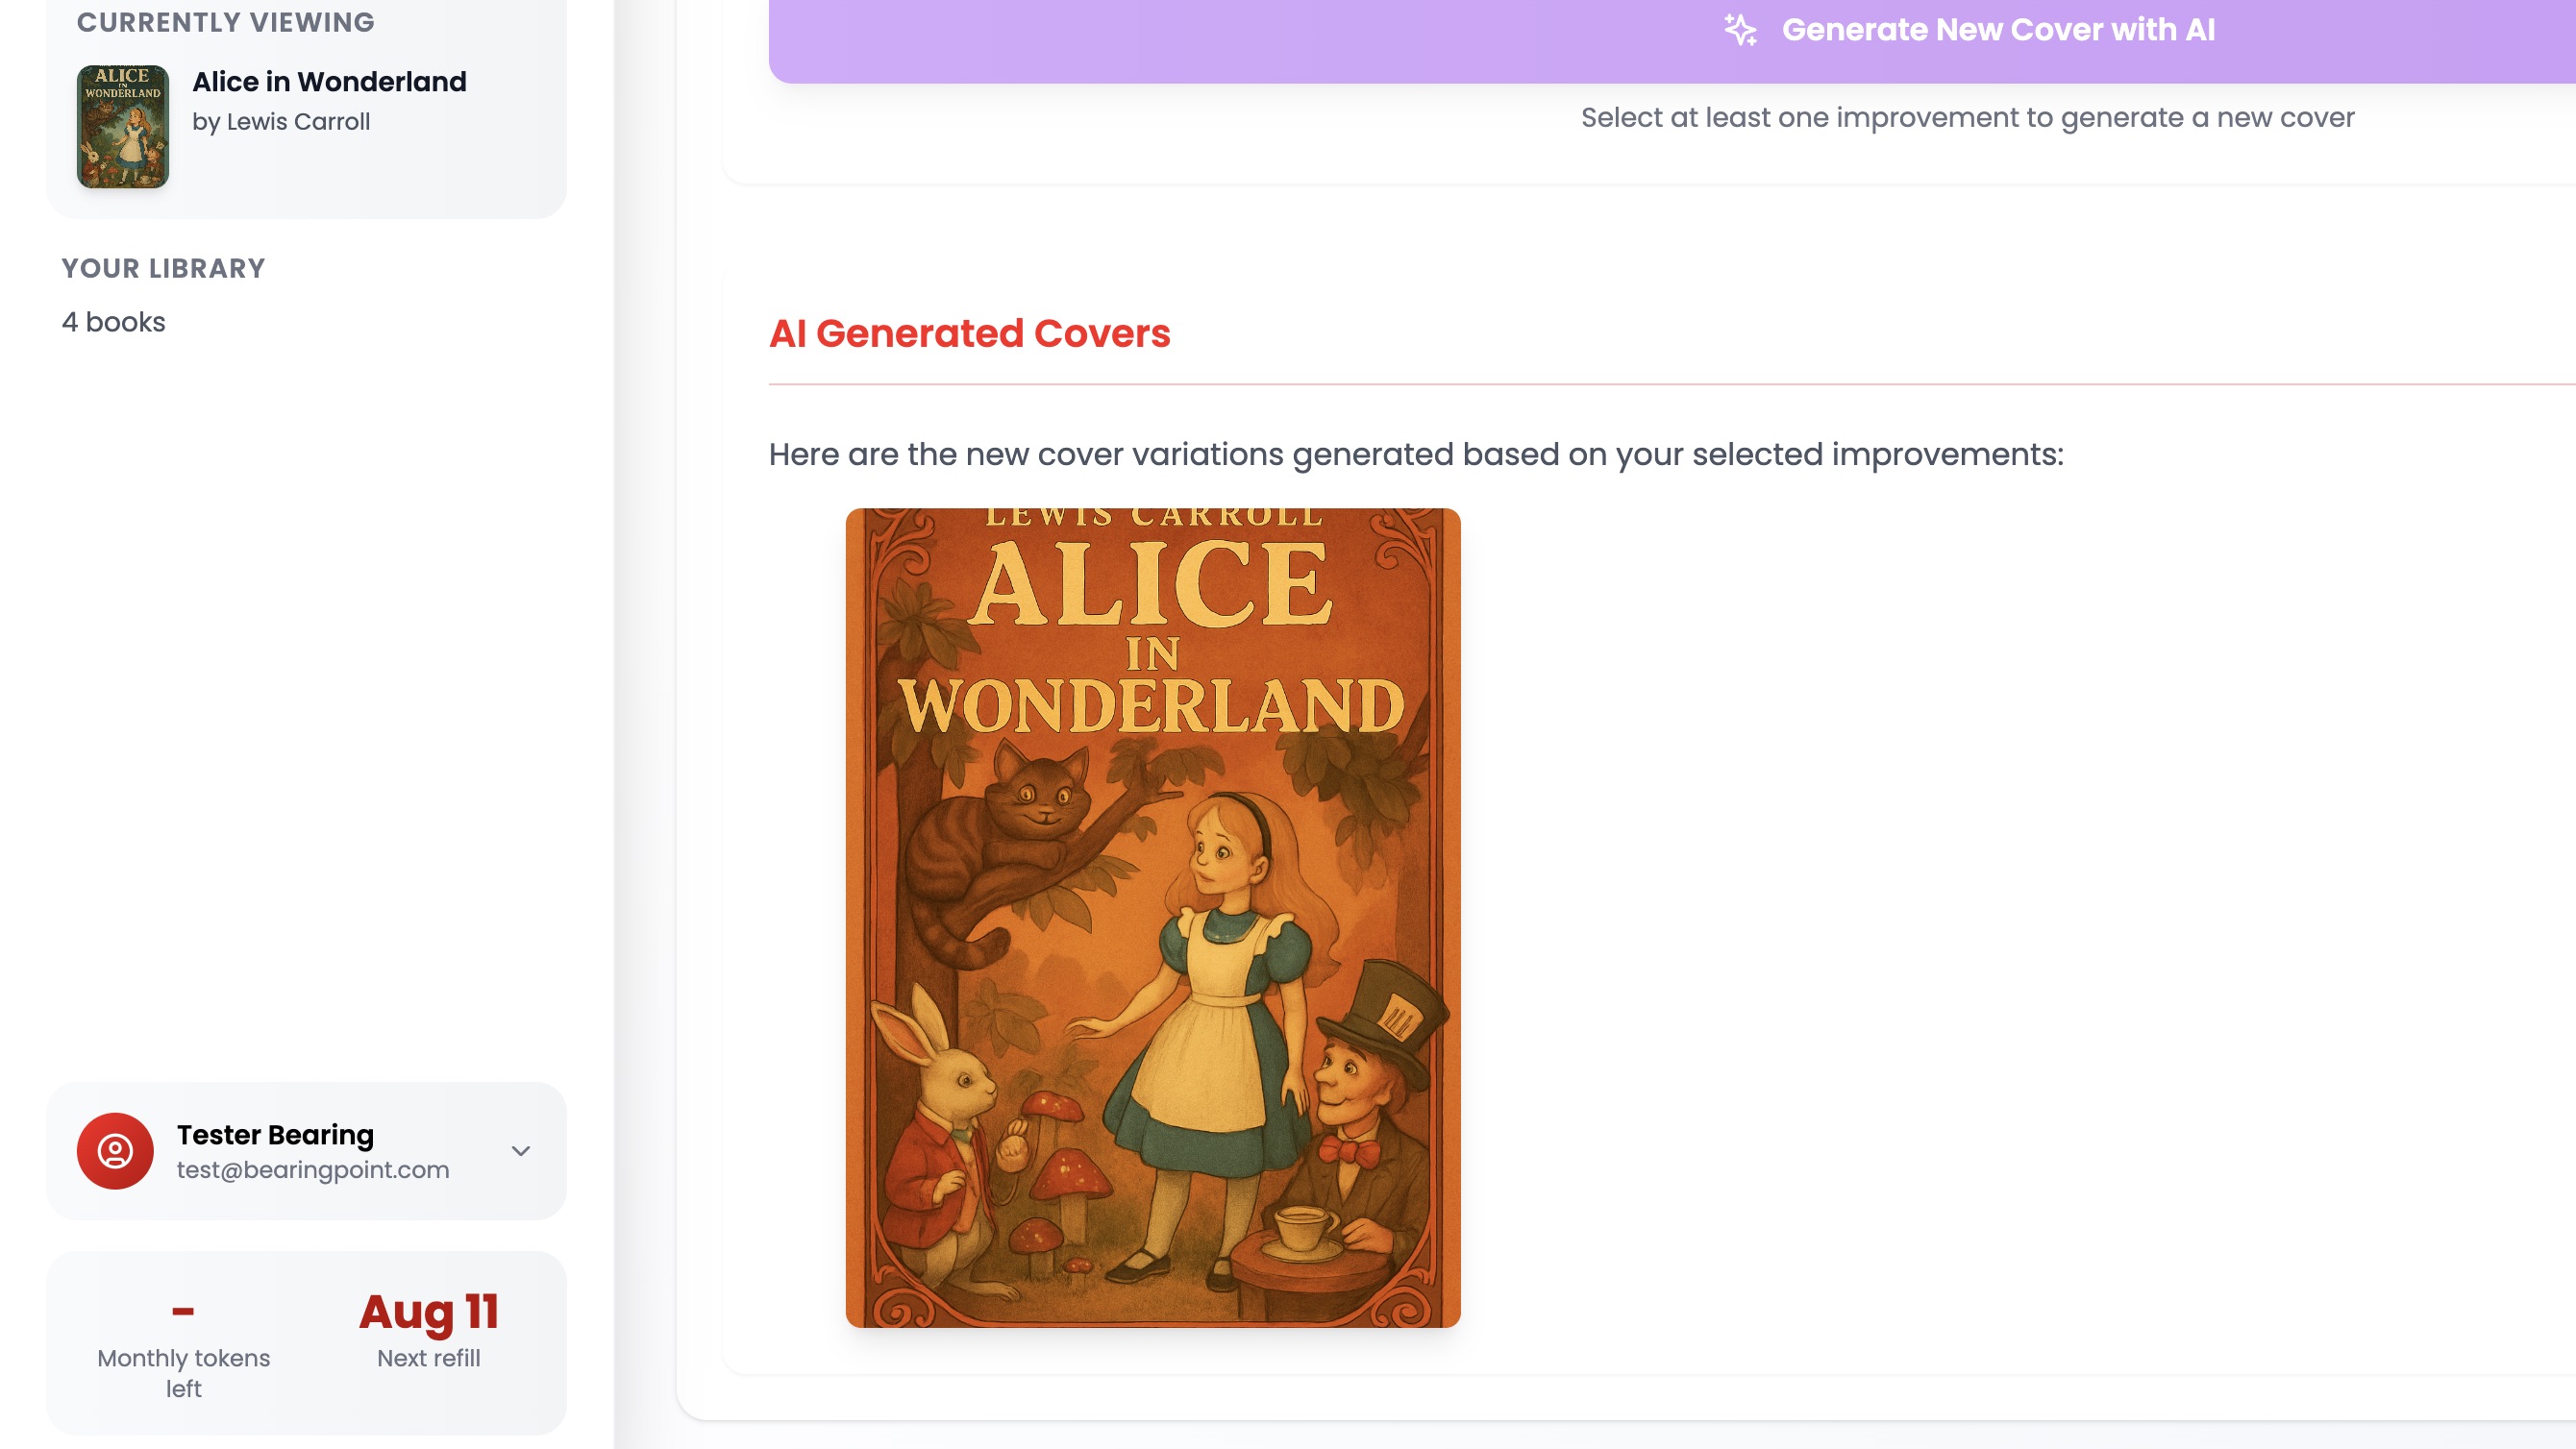 CURRENTLY VIEWING
ALICE
IN
WONDERLAND
Alice in Wonderland
by Lewis Carroll
YOUR LIBRARY
4 books
Tester Bearing
test@bearingpoint.com
-
Monthly tokens
left
Aug 11
Next refill
Generate New Cover with AI
Select at least one improvement to generate a new cover
AI Generated Covers
Here are the new cover variations generated based on your selected improvements:
LEWIS CARROLL
ALICE
IN
WONDERLAND